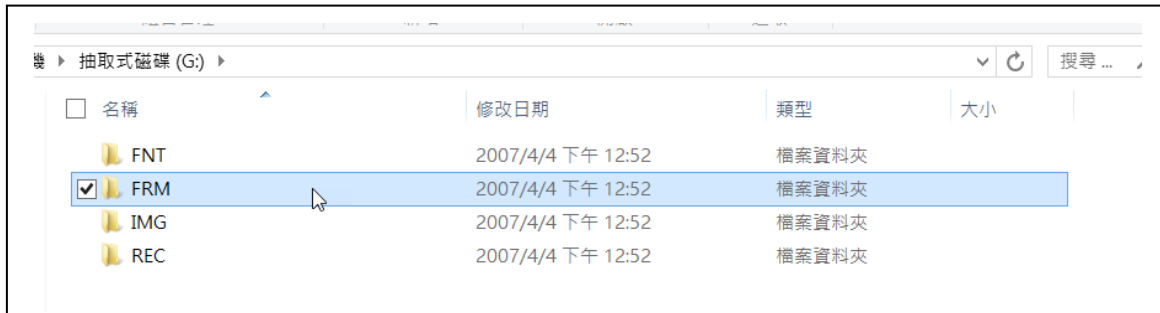 機 ▸ 抽取式磁碟 (G:) ▸ 搜尋 ...
名稱 修改日期 類型 大小
FNT 2007/4/4 下午 12:52 檔案資料夾
FRM 2007/4/4 下午 12:52 檔案資料夾
IMG 2007/4/4 下午 12:52 檔案資料夾
REC 2007/4/4 下午 12:52 檔案資料夾